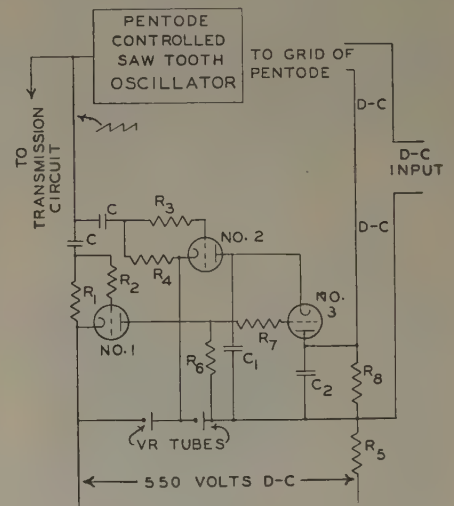 PENTODE
CONTROLLED
SAW TOOTH
OSCILLATOR
TO GRID OF
PENTODE
D-C
D-C
INPUT
D-C
TO
TRANSMISSION
CIRCUIT
C
R3
C
R4
NO. 2
R1
R2
NO. 1
NO.
3
R7
R6
C1
C2
R8
R5
VR TUBES
550 VOLTS D-C